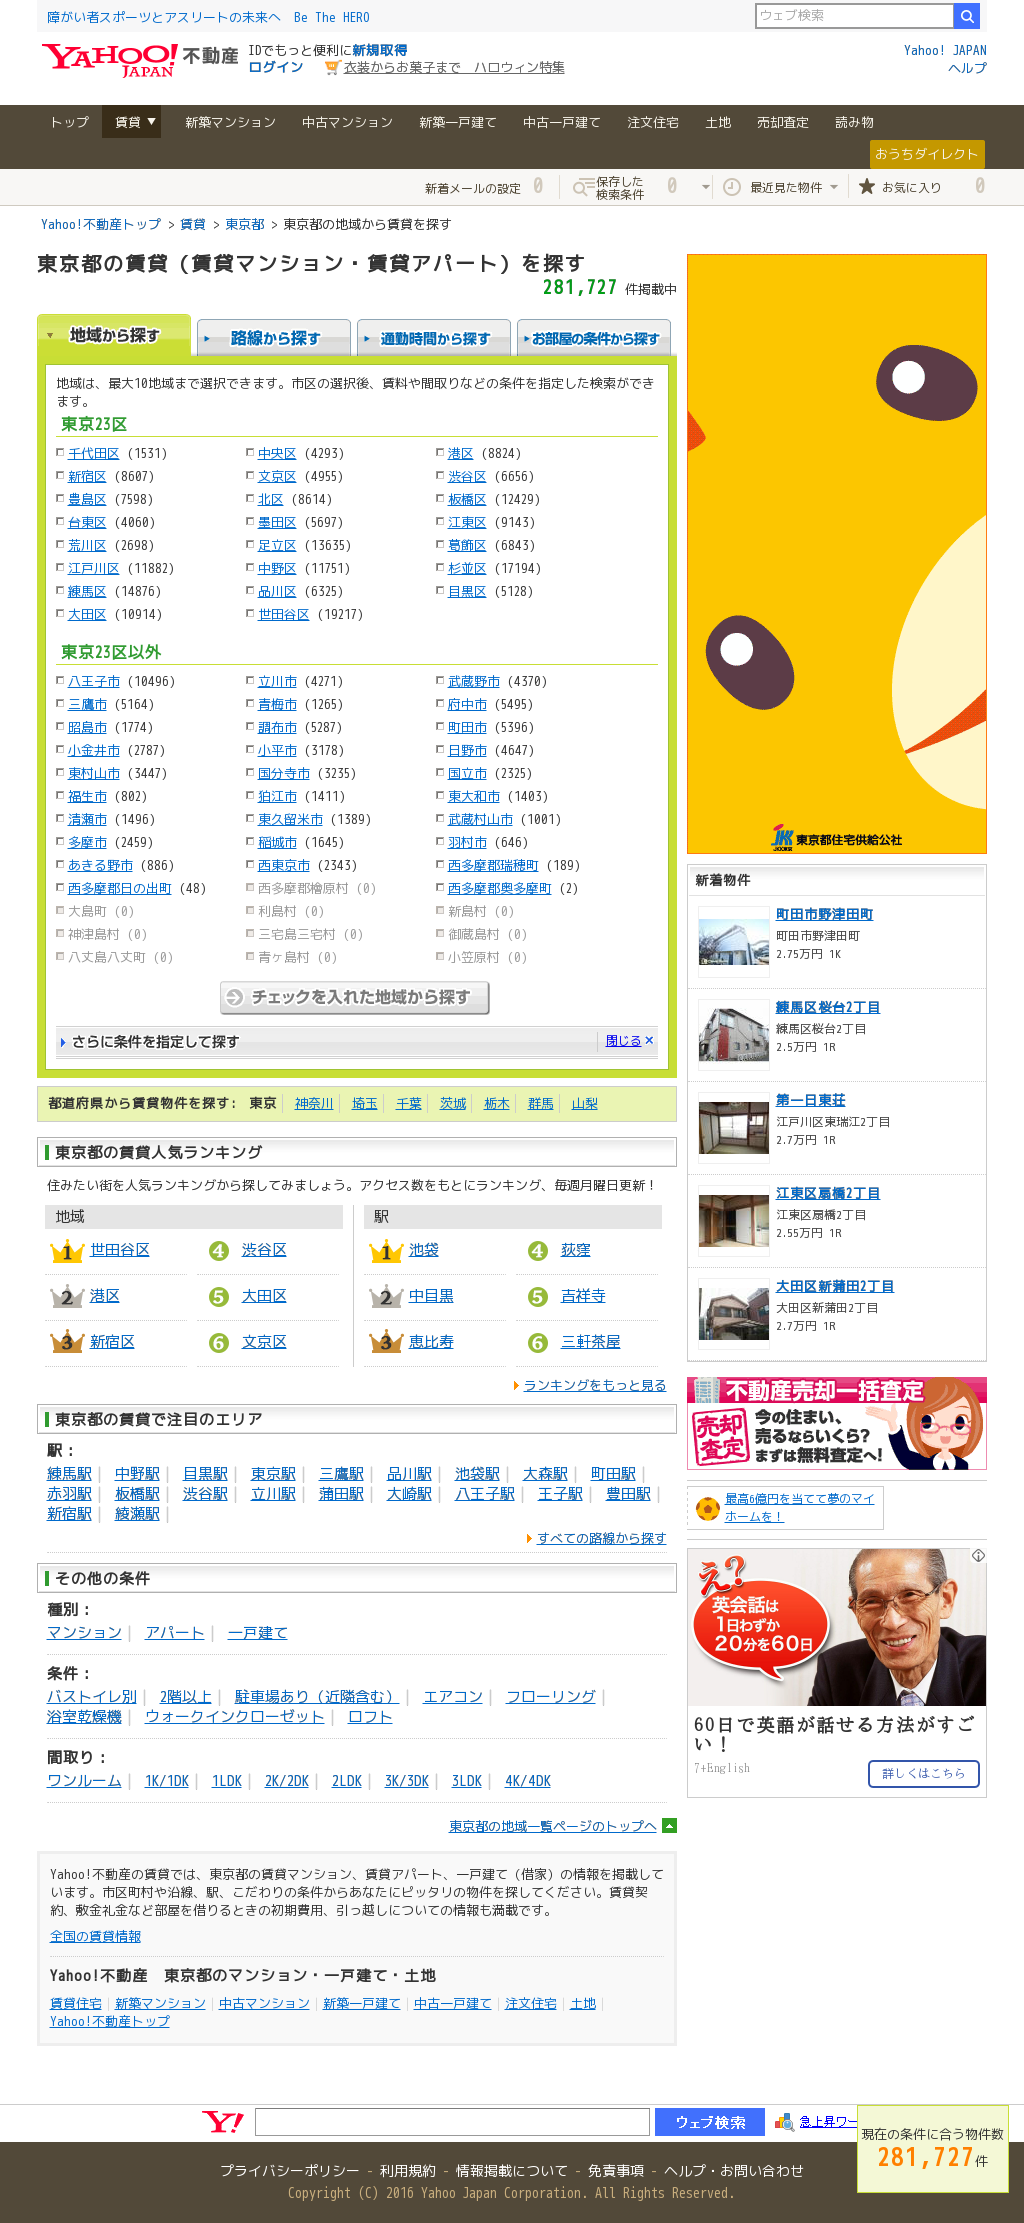 障がい者スポーツとアスリートの未来へ　Be The HERO
ウェブ検索
YAHOO! JAPAN 不動産
IDでもっと便利に新規取得
ログイン 衣装からお菓子まで　ハロウィン特集
Yahoo! JAPAN
ヘルプ
トップ 賃貸 ▼ 新築マンション 中古マンション 新築一戸建て 中古一戸建て 注文住宅 土地 売却査定 読み物
おうちダイレクト
新着メールの設定 0 保存した検索条件 0 最近見た物件 お気に入り 0
Yahoo!不動産トップ > 賃貸 > 東京都 > 東京都の地域から賃貸を探す
東京都の賃貸（賃貸マンション・賃貸アパート）を探す
281,727 件掲載中
地域から探す 路線から探す 通勤時間から探す お部屋の条件から探す
地域は、最大10地域まで選択できます。市区の選択後、賃料や間取りなどの条件を指定した検索ができ
ます。
東京23区
千代田区 (1531) 中央区 (4293) 港区 (8824)
新宿区 (8607) 文京区 (4955) 渋谷区 (6656)
豊島区 (7598) 北区 (8614) 板橋区 (12429)
台東区 (4060) 墨田区 (5697) 江東区 (9143)
荒川区 (2698) 足立区 (13635) 葛飾区 (6843)
江戸川区 (11882) 中野区 (11751) 杉並区 (17194)
練馬区 (14876) 品川区 (6325) 目黒区 (5128)
大田区 (10914) 世田谷区 (19217)
東京23区以外
八王子市 (10496) 立川市 (4271) 武蔵野市 (4370)
三鷹市 (5164) 青梅市 (1265) 府中市 (5495)
昭島市 (1774) 調布市 (5287) 町田市 (5396)
小金井市 (2787) 小平市 (3178) 日野市 (4647)
東村山市 (3447) 国分寺市 (3235) 国立市 (2325)
福生市 (802) 狛江市 (1411) 東大和市 (1403)
清瀬市 (1496) 東久留米市 (1389) 武蔵村山市 (1001)
多摩市 (2459) 稲城市 (1645) 羽村市 (646)
あきる野市 (886) 西東京市 (2343) 西多摩郡瑞穂町 (189)
西多摩郡日の出町 (48) 西多摩郡檜原村 (0) 西多摩郡奥多摩町 (2)
大島町 (0) 利島村 (0) 新島村 (0)
神津島村 (0) 三宅島三宅村 (0) 御蔵島村 (0)
八丈島八丈町 (0) 青ヶ島村 (0) 小笠原村 (0)
チェックを入れた地域から探す
さらに条件を指定して探す 閉じる×
都道府県から賃貸物件を探す： 東京 神奈川 埼玉 千葉 茨城 栃木 群馬 山梨
東京都の賃貸人気ランキング
住みたい街を人気ランキングから探してみましょう。アクセス数をもとにランキング、毎週月曜日更新！
地域 駅
1 世田谷区 4 渋谷区 1 池袋 4 荻窪
2 港区 5 大田区 2 中目黒 5 吉祥寺
3 新宿区 6 文京区 3 恵比寿 6 三軒茶屋
ランキングをもっと見る
東京都の賃貸で注目のエリア
駅：
練馬駅 中野駅 目黒駅 東京駅 三鷹駅 品川駅 池袋駅 大森駅 町田駅
赤羽駅 板橋駅 渋谷駅 立川駅 蒲田駅 大崎駅 八王子駅 王子駅 豊田駅
新宿駅 綾瀬駅
すべての路線から探す
その他の条件
種別：
マンション アパート 一戸建て
条件：
バストイレ別 2階以上 駐車場あり（近隣含む） エアコン フローリング
浴室乾燥機 ウォークインクローゼット ロフト
間取り：
ワンルーム 1K/1DK 1LDK 2K/2DK 2LDK 3K/3DK 3LDK 4K/4DK
東京都の地域一覧ページのトップへ
Yahoo!不動産の賃貸では、東京都の賃貸マンション、賃貸アパート、一戸建て（借家）の情報を掲載して
います。市区町村や沿線、駅、こだわりの条件からあなたにピッタリの物件を探してください。賃貸契
約、敷金礼金など部屋を借りるときの初期費用、引っ越しについての情報も満載です。
全国の賃貸情報
Yahoo!不動産　東京都のマンション・一戸建て・土地
賃貸住宅 新築マンション 中古マンション 新築一戸建て 中古一戸建て 注文住宅 土地
Yahoo!不動産トップ
JKK 東京都住宅供給公社
新着物件
町田市野津田町
町田市野津田町
2.75万円 1K
練馬区桜台2丁目
練馬区桜台2丁目
2.5万円 1R
第一日東荘
江戸川区東瑞江2丁目
2.7万円 1R
江東区扇橋2丁目
江東区扇橋2丁目
2.55万円 1R
大田区新蒲田2丁目
大田区新蒲田2丁目
2.7万円 1R
不動産売却一括査定
売却査定
今の住まい、
売るならいくら?
まずは無料査定へ!
最高6億円を当てて夢のマイ
ホームを！
え?
英会話は
1日わずか
20分を60日
60日で英語が話せる方法がすご
い！
7+English
詳しくはこちら
Y! ウェブ検索 急上昇ワー
現在の条件に合う物件数
281,727件
プライバシーポリシー - 利用規約 - 情報掲載について - 免責事項 - ヘルプ・お問い合わせ
Copyright (C) 2016 Yahoo Japan Corporation. All Rights Reserved.